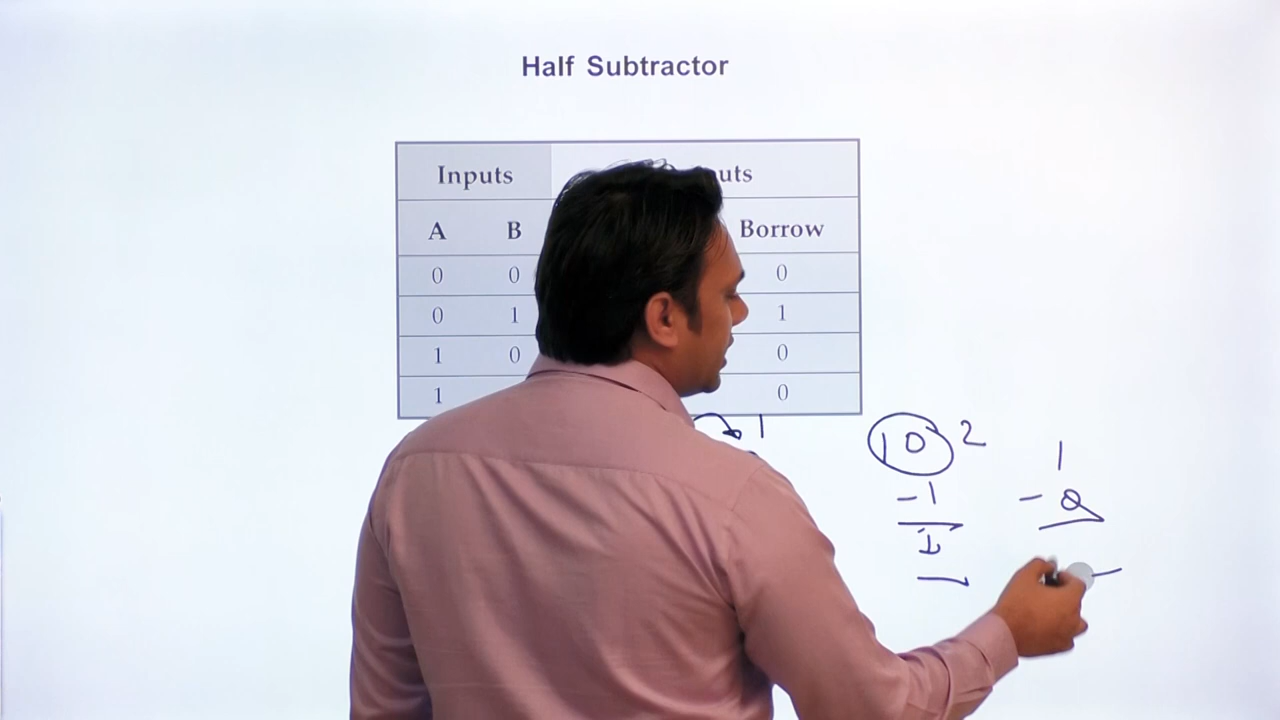 Half Subtractor
Inputs
A B Borrow
0 0 0
0 1 1
1 0 0
1 0
1
10 2
-1
1
1
- 0